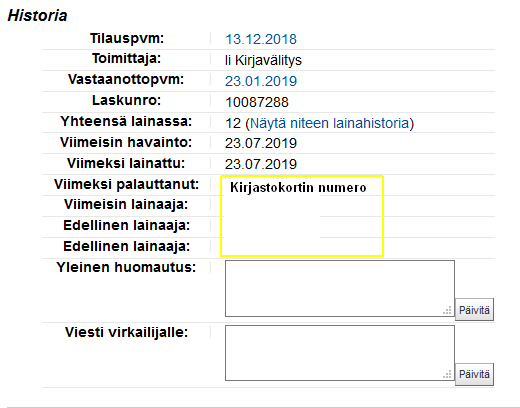 Historia
Tilauspvm: 13.12.2018
Toimittaja: li Kirjavälitys
Vastaanottopvm: 23.01.2019
Laskunro: 10087288
Yhteensä lainassa: 12 (Näytä niteen lainahistoria)
Viimeisin havainto: 23.07.2019
Viimeksi lainattu: 23.07.2019
Viimeksi palauttanut: Kirjastokortin numero
Viimeisin lainaaja:
Edellinen lainaaja:
Edellinen lainaaja:
Yleinen huomautus:
Päivitä
Viesti virkailijalle:
Päivitä